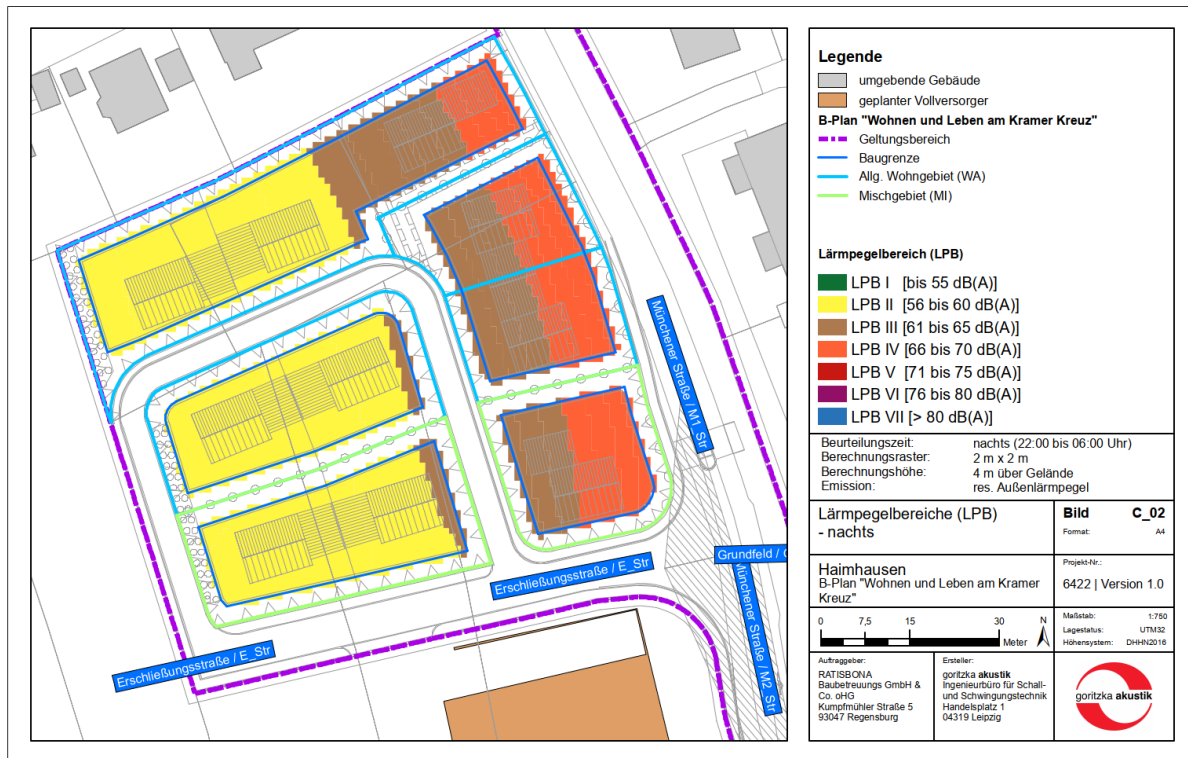 Münchener Straße / M1 Str
Grundfeld /
Münchener Straße / M2 Str
Erschließungsstraße / E_Str
Erschließungsstraße / E_Str
Legende
umgebende Gebäude
geplanter Vollversorger
B-Plan "Wohnen und Leben am Kramer Kreuz"
Geltungsbereich
Baugrenze
Allg. Wohngebiet (WA)
Mischgebiet (MI)
Lärmpegelbereich (LPB)
LPB I [bis 55 dB(A)]
LPB II [56 bis 60 dB(A)]
LPB III [61 bis 65 dB(A)]
LPB IV [66 bis 70 dB(A)]
LPB V [71 bis 75 dB(A)]
LPB VI [76 bis 80 dB(A)]
LPB VII [> 80 dB(A)]
Beurteilungszeit: nachts (22:00 bis 06:00 Uhr)
Berechnungsraster: 2 m x 2 m
Berechnungshöhe: 4 m über Gelände
Emission: res. Außenlärmpegel
Lärmpegelbereiche (LPB)
- nachts
Bild C_02
Format: A4
Haimhausen
B-Plan "Wohnen und Leben am Kramer
Kreuz"
Projekt-Nr.:
6422 | Version 1.0
0 7,5 15 30
Meter
N
Maßstab: 1:750
Lagestatus: UTM32
Höhensystem: DHHN2016
Auftraggeber:
RATISBONA
Baubetreuungs GmbH &
Co. oHG
Kumpfmühler Straße 5
93047 Regensburg
Ersteller:
goritzka akustik
Ingenieurbüro für Schall-
und Schwingungstechnik
Handelsplatz 1
04319 Leipzig
goritzka akustik